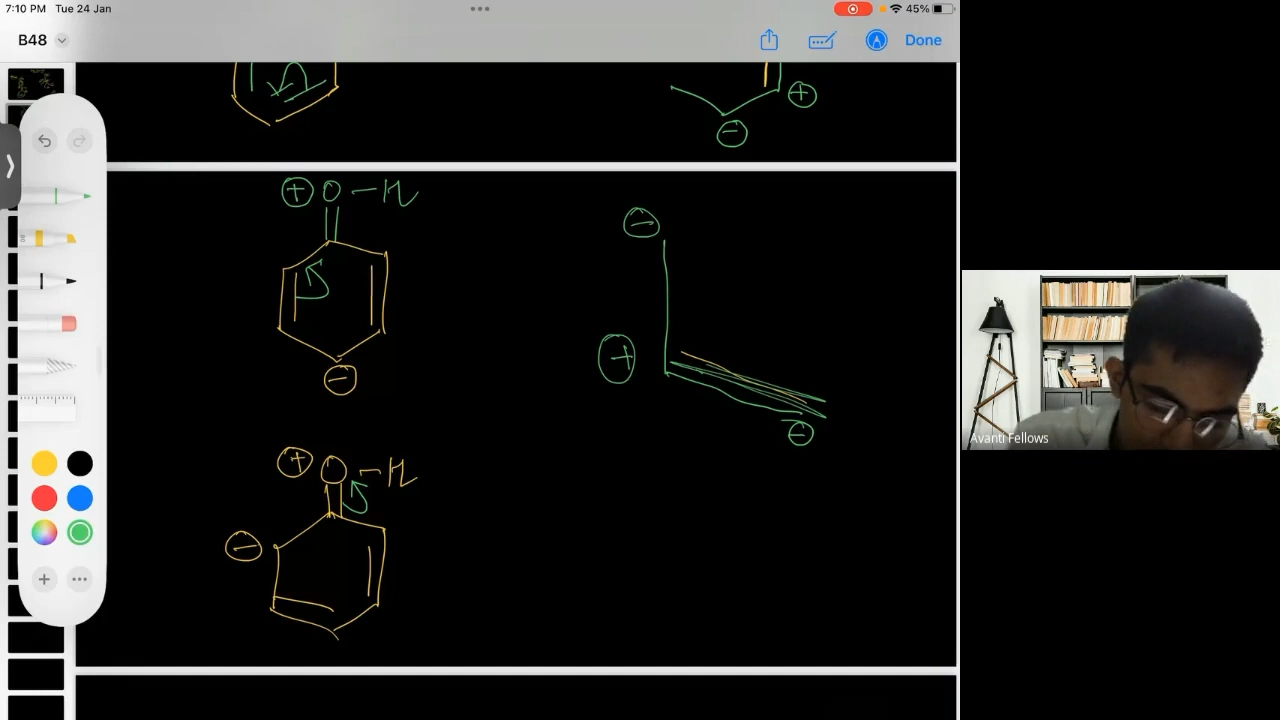 7:10 PM Tue 24 Jan
45%
B48
Done
+
−
+ O − H
−
−
+
−
+ O − H
−
Avanti Fellows